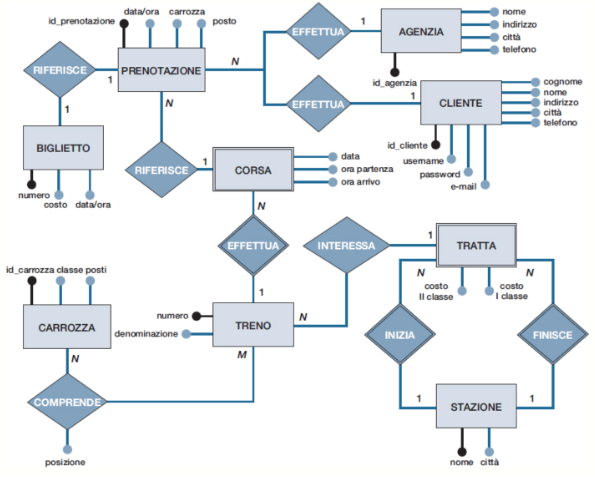 data/ora carrozza
id_prenotazione posto
nome
indirizzo
città
telefono
1
EFFETTUA
AGENZIA
RIFERISCE
1
PRENOTAZIONE
N
id_agenzia
cognome
nome
indirizzo
città
telefono
EFFETTUA
1
CLIENTE
1
N
BIGLIETTO
id_cliente
username
password
e-mail
numero
costo data/ora
RIFERISCE
1
CORSA
data
ora partenza
ora arrivo
N
EFFETTUA
INTERESSA
1
TRATTA
N
costo
II classe
costo
I classe
N
id_carrozza classe posti
1
numero
denominazione
TRENO
N
M
CARROZZA
INIZIA
FINISCE
N
COMPRENDE
1
STAZIONE
1
posizione
nome città